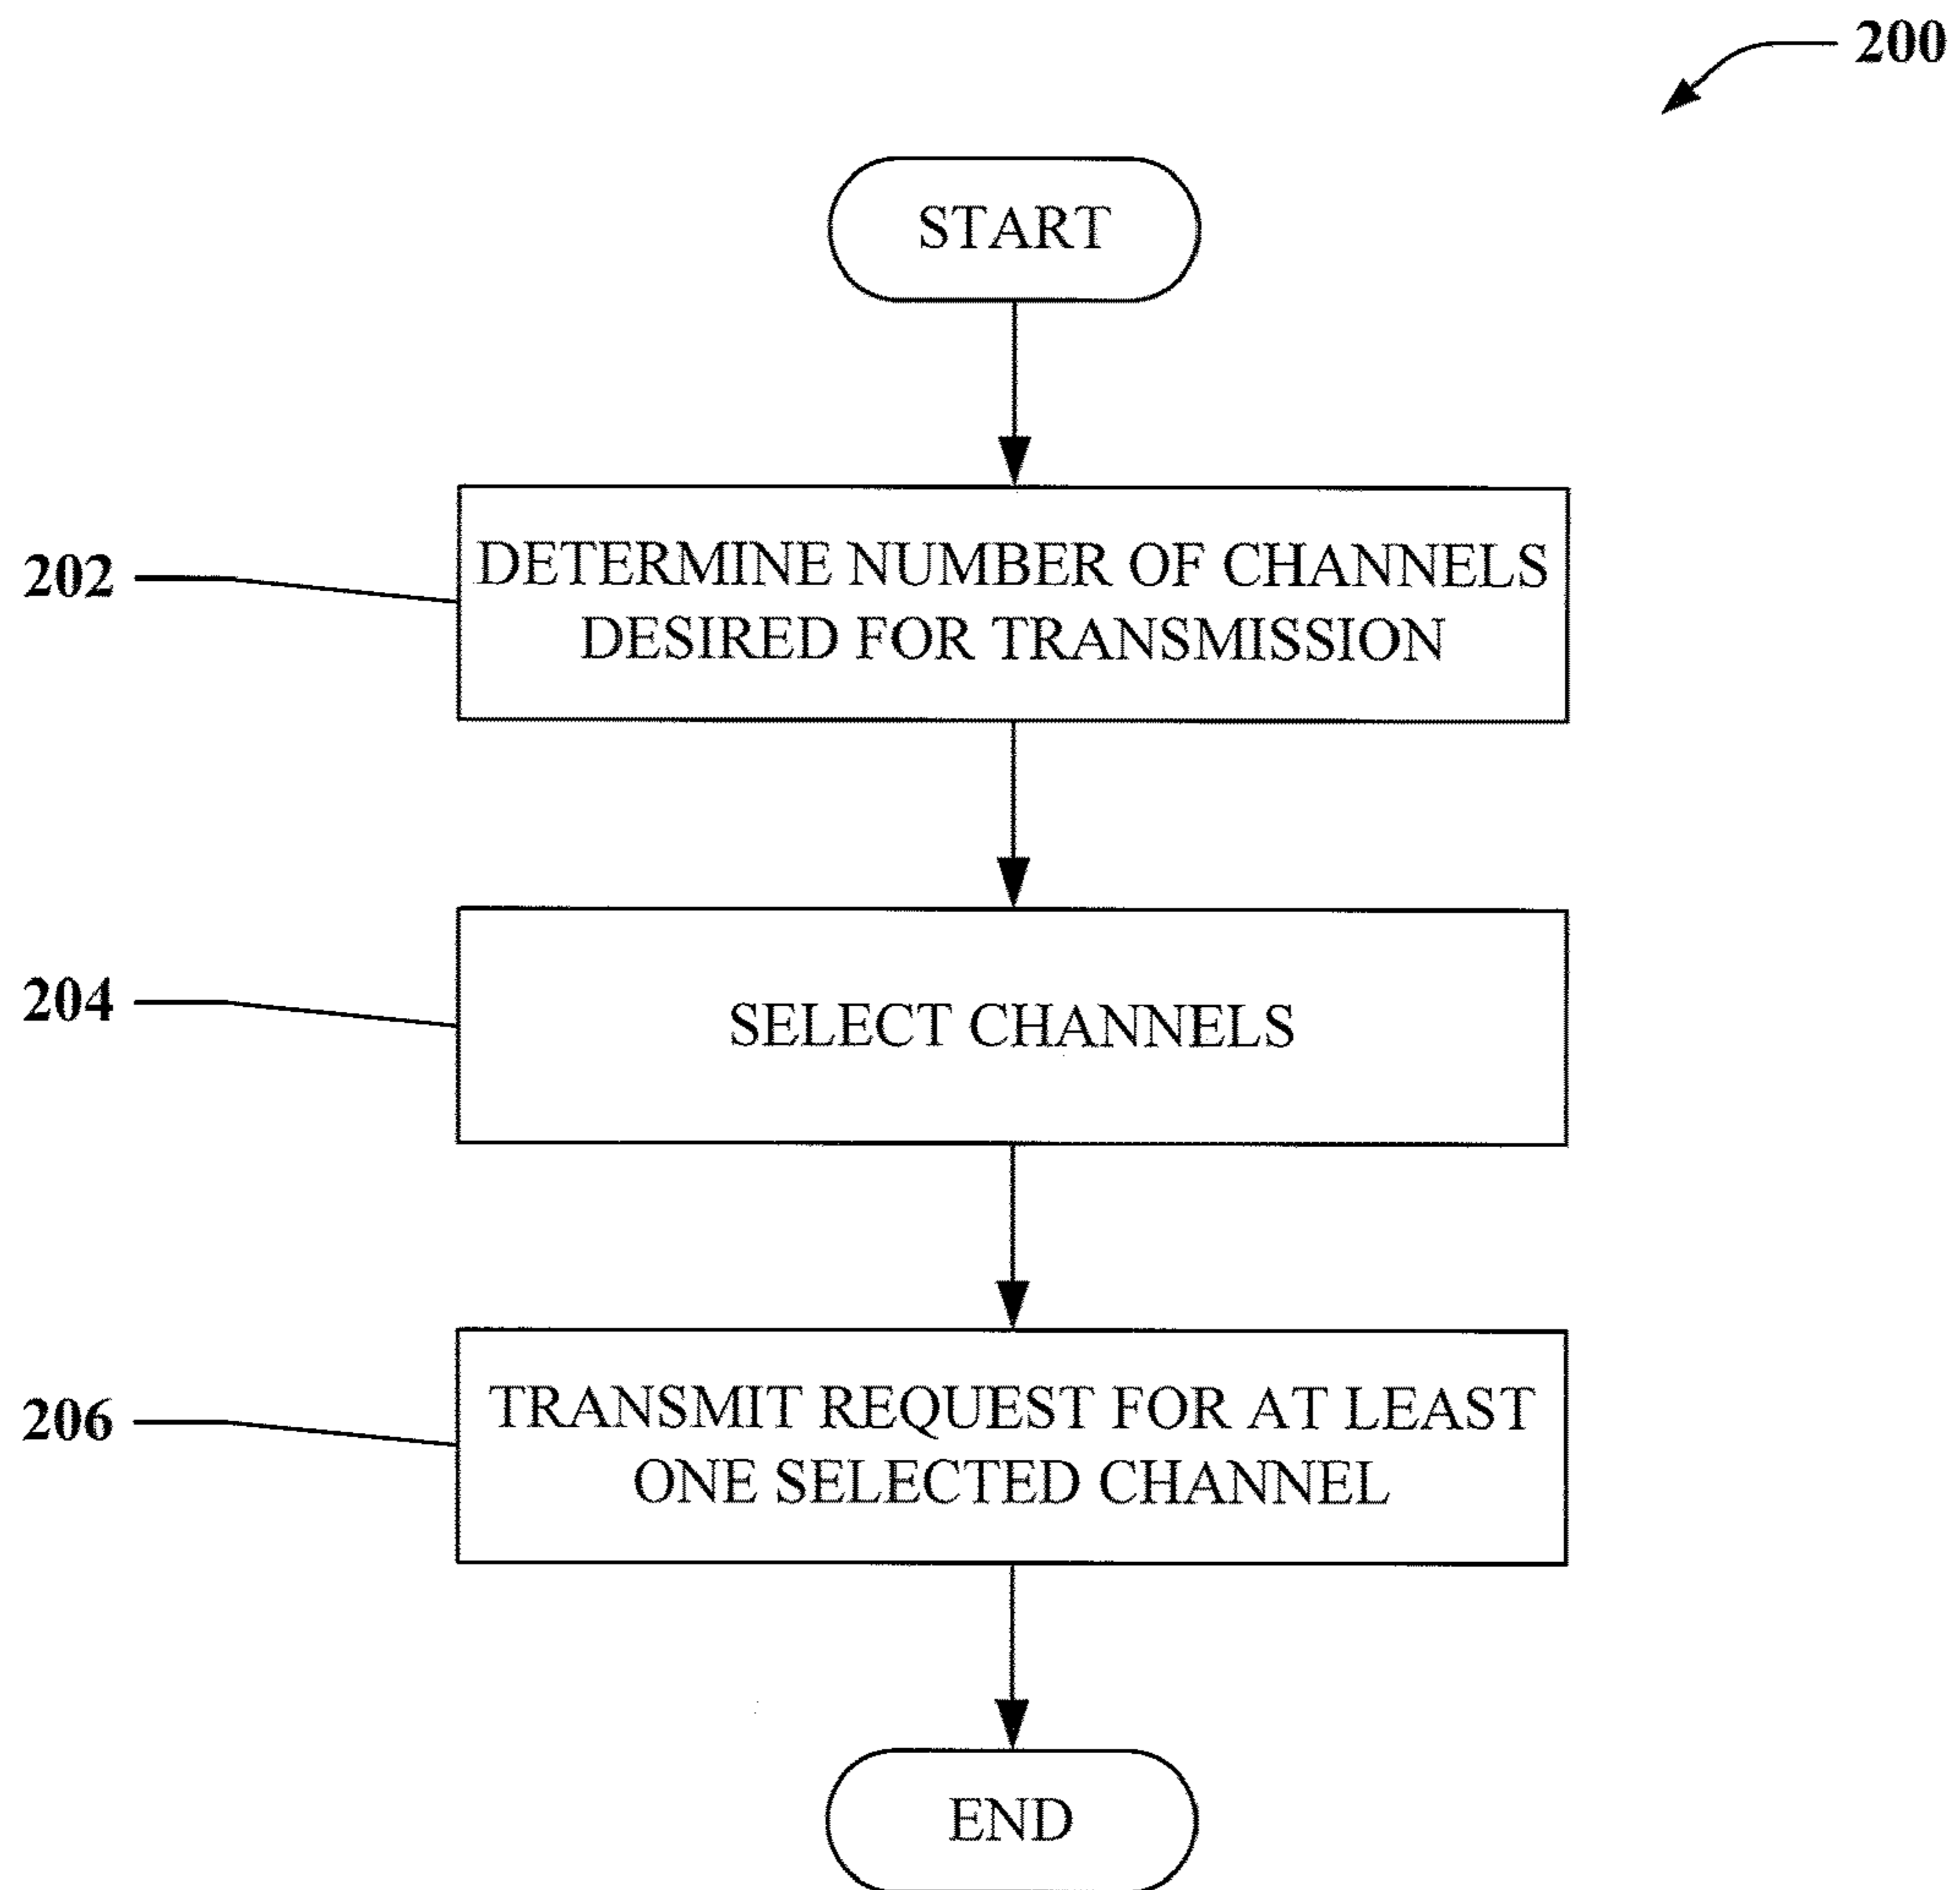 200
START
202
DETERMINE NUMBER OF CHANNELS
DESIRED FOR TRANSMISSION
204
SELECT CHANNELS
206
TRANSMIT REQUEST FOR AT LEAST
ONE SELECTED CHANNEL
END